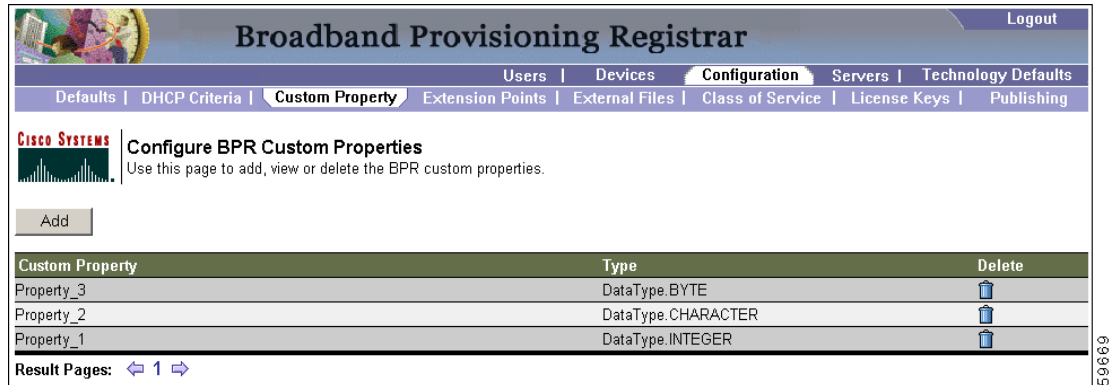 Logout
Broadband Provisioning Registrar
Users | Devices Configuration Servers | Technology Defaults
Defaults | DHCP Criteria | Custom Property Extension Points | External Files | Class of Service | License Keys | Publishing
CISCO SYSTEMS
Configure BPR Custom Properties
Use this page to add, view or delete the BPR custom properties.
Add
Custom Property Type Delete
Property_3 DataType.BYTE
Property_2 DataType.CHARACTER
Property_1 DataType.INTEGER
Result Pages: 1
59669